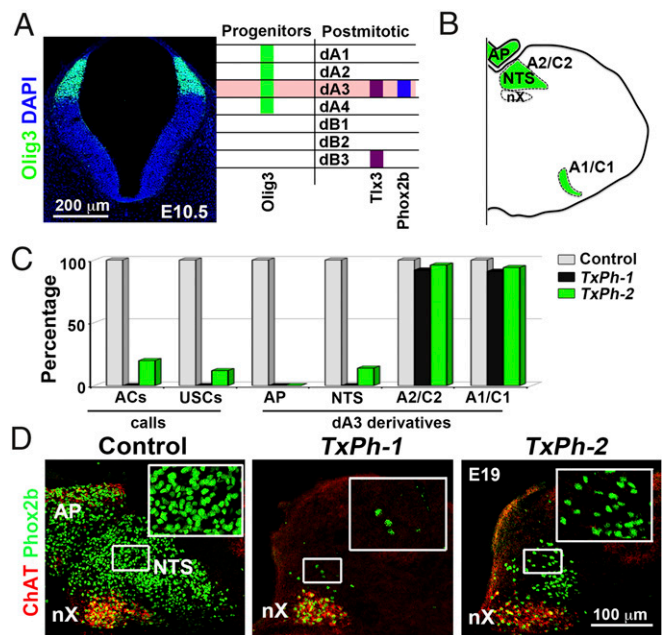 A
Olig3 DAPI
200 μm
E10.5
Progenitors
Postmitotic
dA1
dA2
dA3
dA4
dB1
dB2
dB3
Olig3
Tlx3
Phox2b
B
AP
A2/C2
NTS
nX
A1/C1
C
Percentage
100
50
0
ACs
USCs
AP
NTS
A2/C2
A1/C1
calls
dA3 derivatives
Control
TxPh-1
TxPh-2
D
Control
TxPh-1
TxPh-2
ChAT Phox2b
AP
NTS
nX
nX
E19
nX
100 μm